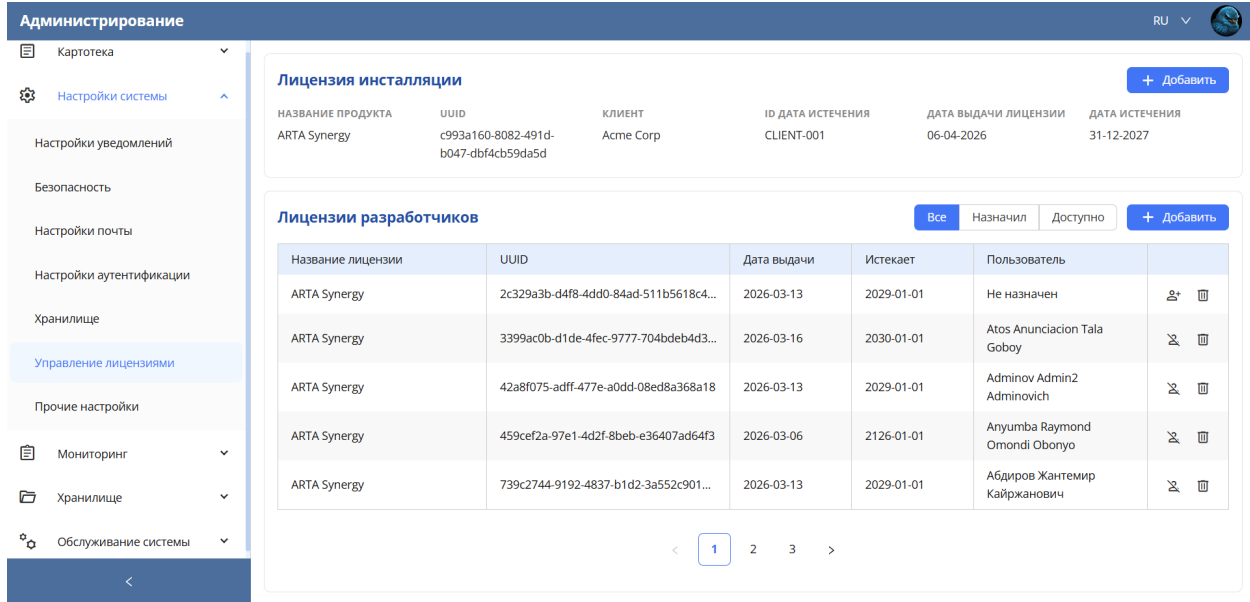 Администрирование
RU
Картотека
Настройки системы
Настройки уведомлений
Безопасность
Настройки почты
Настройки аутентификации
Хранилище
Управление лицензиями
Прочие настройки
Мониторинг
Хранилище
Обслуживание системы
Лицензия инсталляции
+ Добавить
НАЗВАНИЕ ПРОДУКТА UUID КЛИЕНТ ID ДАТА ИСТЕЧЕНИЯ ДАТА ВЫДАЧИ ЛИЦЕНЗИИ ДАТА ИСТЕЧЕНИЯ
ARTA Synergy c993a160-8082-491d- Acme Corp CLIENT-001 06-04-2026 31-12-2027
b047-dbf4cb59da5d
Лицензии разработчиков
Все Назначил Доступно + Добавить
Название лицензии UUID Дата выдачи Истекает Пользователь
ARTA Synergy 2c329a3b-d4f8-4dd0-84ad-511b5618c4... 2026-03-13 2029-01-01 Не назначен
ARTA Synergy 3399ac0b-d1de-4fec-9777-704bdeb4d3... 2026-03-16 2030-01-01 Atos Anunciacion Tala
Goboy
ARTA Synergy 42a8f075-adff-477e-a0dd-08ed8a368a18 2026-03-13 2029-01-01 Adminov Admin2
Adminovich
ARTA Synergy 459cef2a-97e1-4d2f-8beb-e36407ad64f3 2026-03-06 2126-01-01 Anyumba Raymond
Omondi Obonyo
ARTA Synergy 739c2744-9192-4837-b1d2-3a552c901... 2026-03-13 2029-01-01 Абдиров Жантемир
Кайржанович
< 1 2 3 >
<